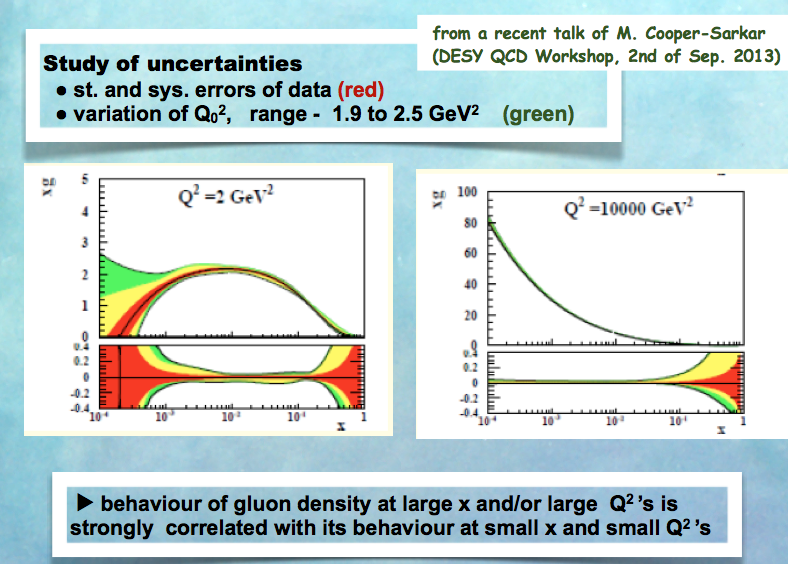 from a recent talk of M. Cooper-Sarkar
(DESY QCD Workshop, 2nd of Sep. 2013)
Study of uncertainties
• st. and sys. errors of data (red)
• variation of Q₀², range - 1.9 to 2.5 GeV² (green)
xg
5
4
3
2
1
0
Q² =2 GeV²
0.4
0.2
0
-0.2
-0.4
10⁻⁴
10⁻³
10⁻²
10⁻¹
1
x
xg
100
80
60
40
20
0
Q² =10000 GeV²
0.4
0.2
0
-0.2
-0.4
10⁻⁴
10⁻³
10⁻²
10⁻¹
1
x
► behaviour of gluon density at large x and/or large Q² 's is
strongly correlated with its behaviour at small x and small Q² 's